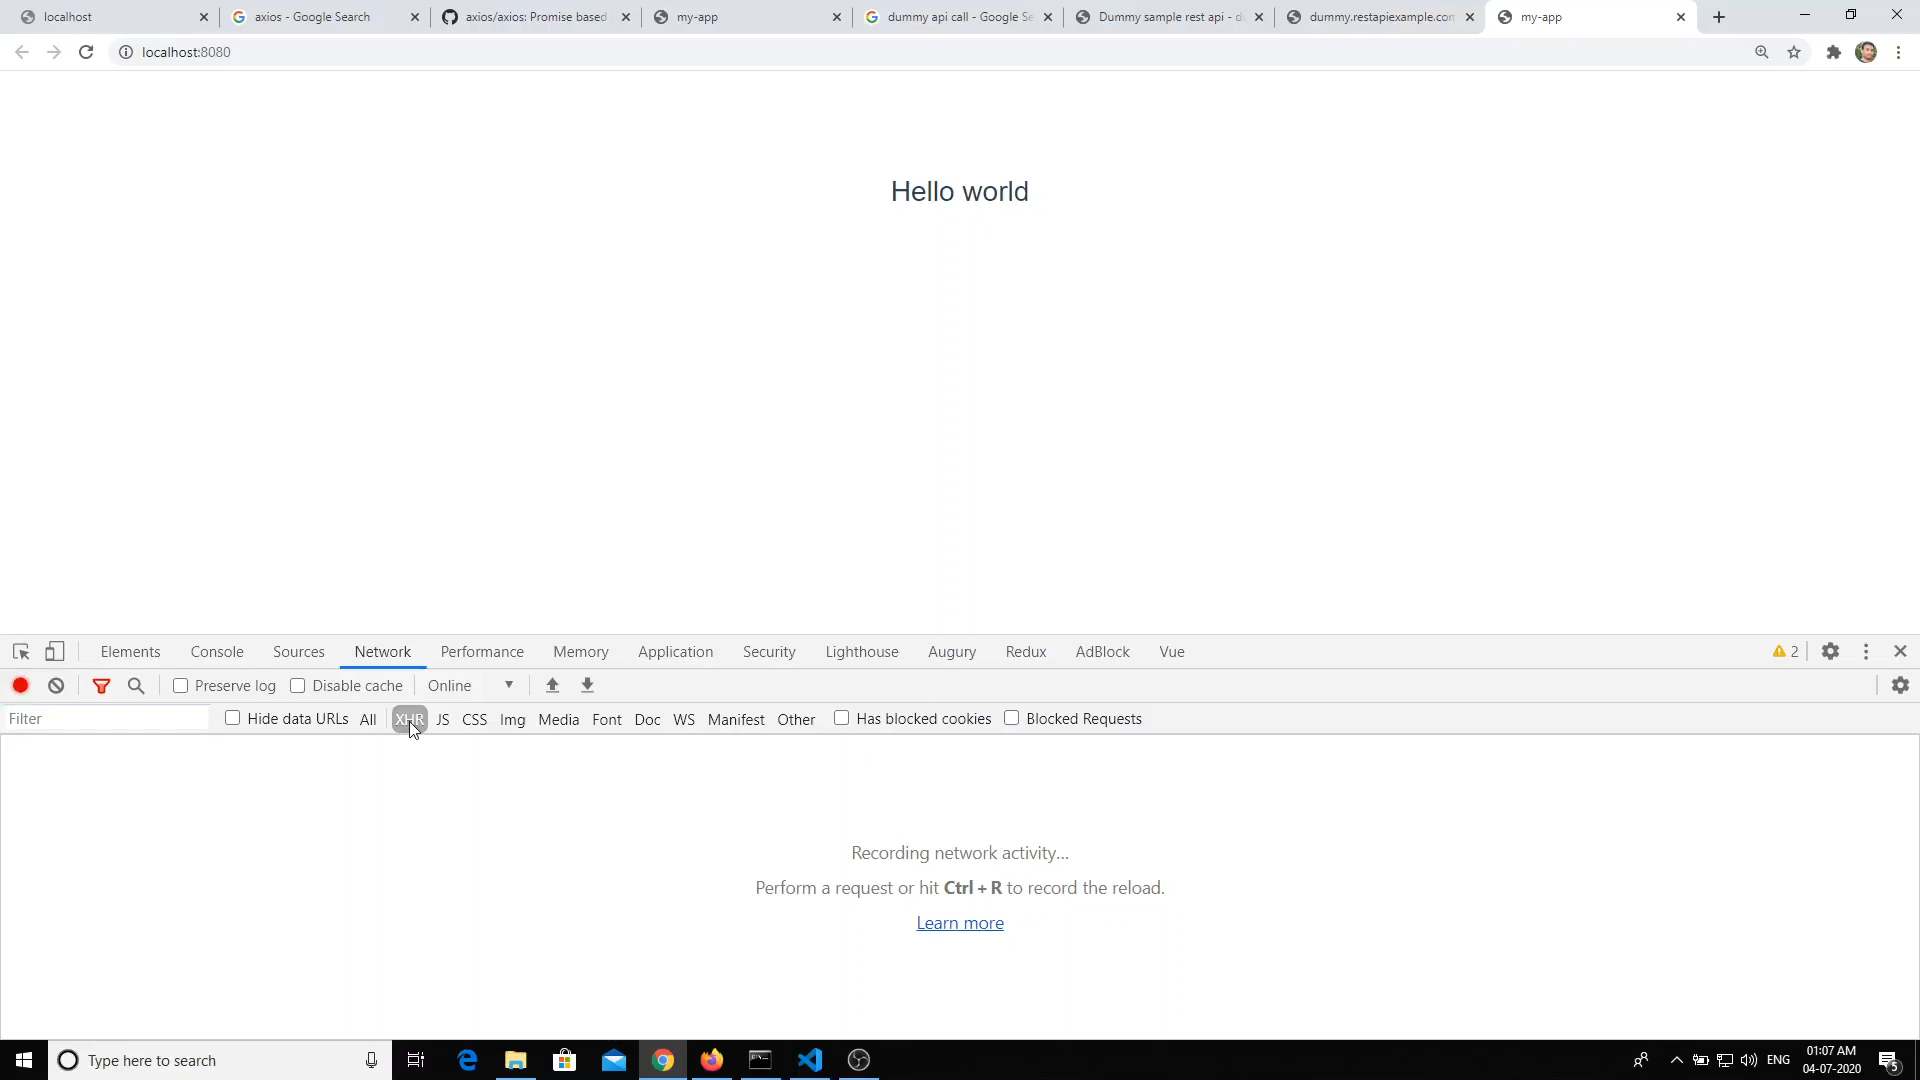 localhost
axios - Google Search
axios/axios: Promise based
my-app
dummy api call - Google Se
Dummy sample rest api - d
dummy.restapiexample.com
my-app
localhost:8080
Hello world
Elements Console Sources Network Performance Memory Application Security Lighthouse Augury Redux AdBlock Vue 2
Preserve log Disable cache Online
Filter Hide data URLs All XHR JS CSS Img Media Font Doc WS Manifest Other Has blocked cookies Blocked Requests
Recording network activity...
Perform a request or hit Ctrl + R to record the reload.
Learn more
Type here to search
ENG
01:07 AM
04-07-2020
5